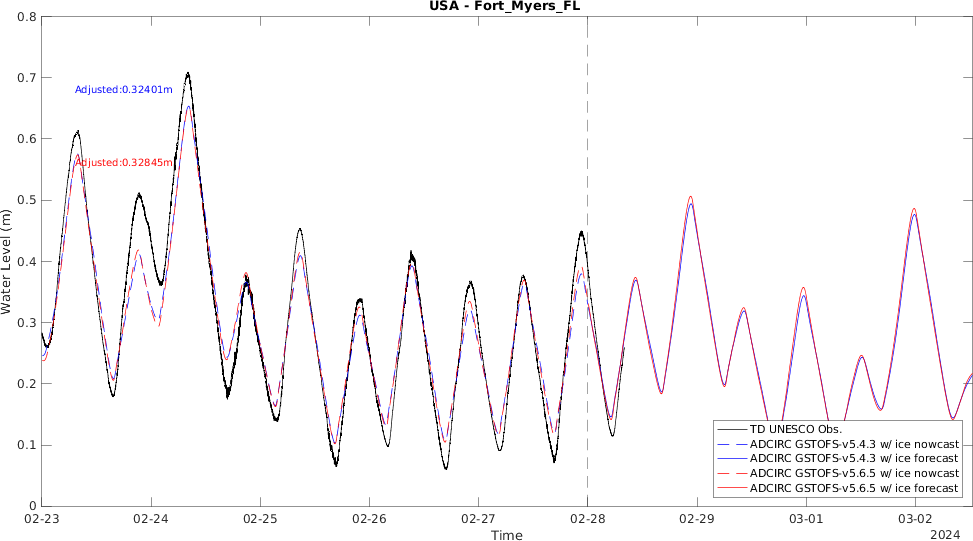 USA - Fort_Myers_FL
0.8
0.7
0.6
0.5
0.4
0.3
0.2
0.1
0
Water Level (m)
Adjusted:0.32401m
Adjusted:0.32845m
TD UNESCO Obs.
ADCIRC GSTOFS-v5.4.3 w/ ice nowcast
ADCIRC GSTOFS-v5.4.3 w/ ice forecast
ADCIRC GSTOFS-v5.6.5 w/ ice nowcast
ADCIRC GSTOFS-v5.6.5 w/ ice forecast
02-23 02-24 02-25 02-26 02-27 02-28 02-29 03-01 03-02
Time
2024